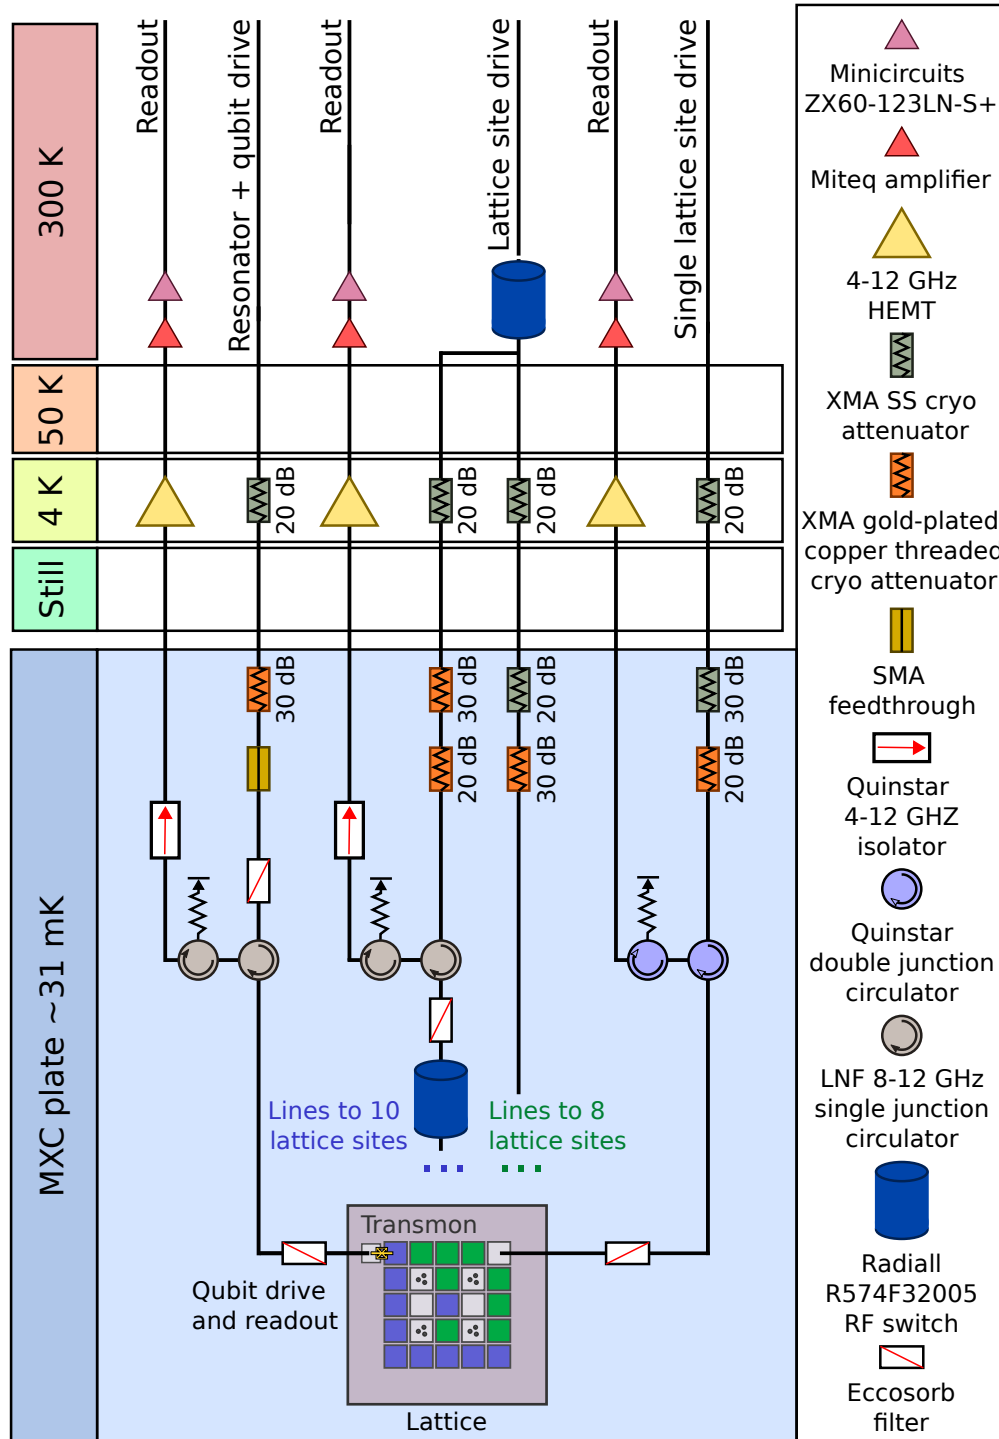 Readout
Resonator + qubit drive
Readout
Lattice site drive
Readout
Single lattice site drive
300 K
50 K
4 K
20 dB
20 dB
20 dB
20 dB
Still
MXC plate ~31 mK
30 dB
30 dB
20 dB
30 dB
20 dB
30 dB
20 dB
Lines to 10
lattice sites
Lines to 8
lattice sites
Transmon
Qubit drive
and readout
Lattice
Minicircuits
ZX60-123LN-S+
Miteq amplifier
4-12 GHz
HEMT
XMA SS cryo
attenuator
XMA gold-plated
copper threaded
cryo attenuator
SMA
feedthrough
Quinstar
4-12 GHZ
isolator
Quinstar
double junction
circulator
LNF 8-12 GHz
single junction
circulator
Radiall
R574F32005
RF switch
Eccosorb
filter